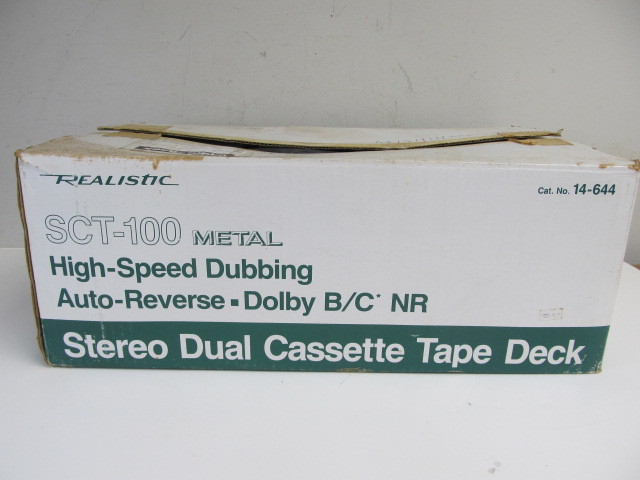 REALISTIC
Cat. No. 14-644
SCT-100 METAL
High-Speed Dubbing
Auto-Reverse ▪ Dolby B/C* NR
Stereo Dual Cassette Tape Deck